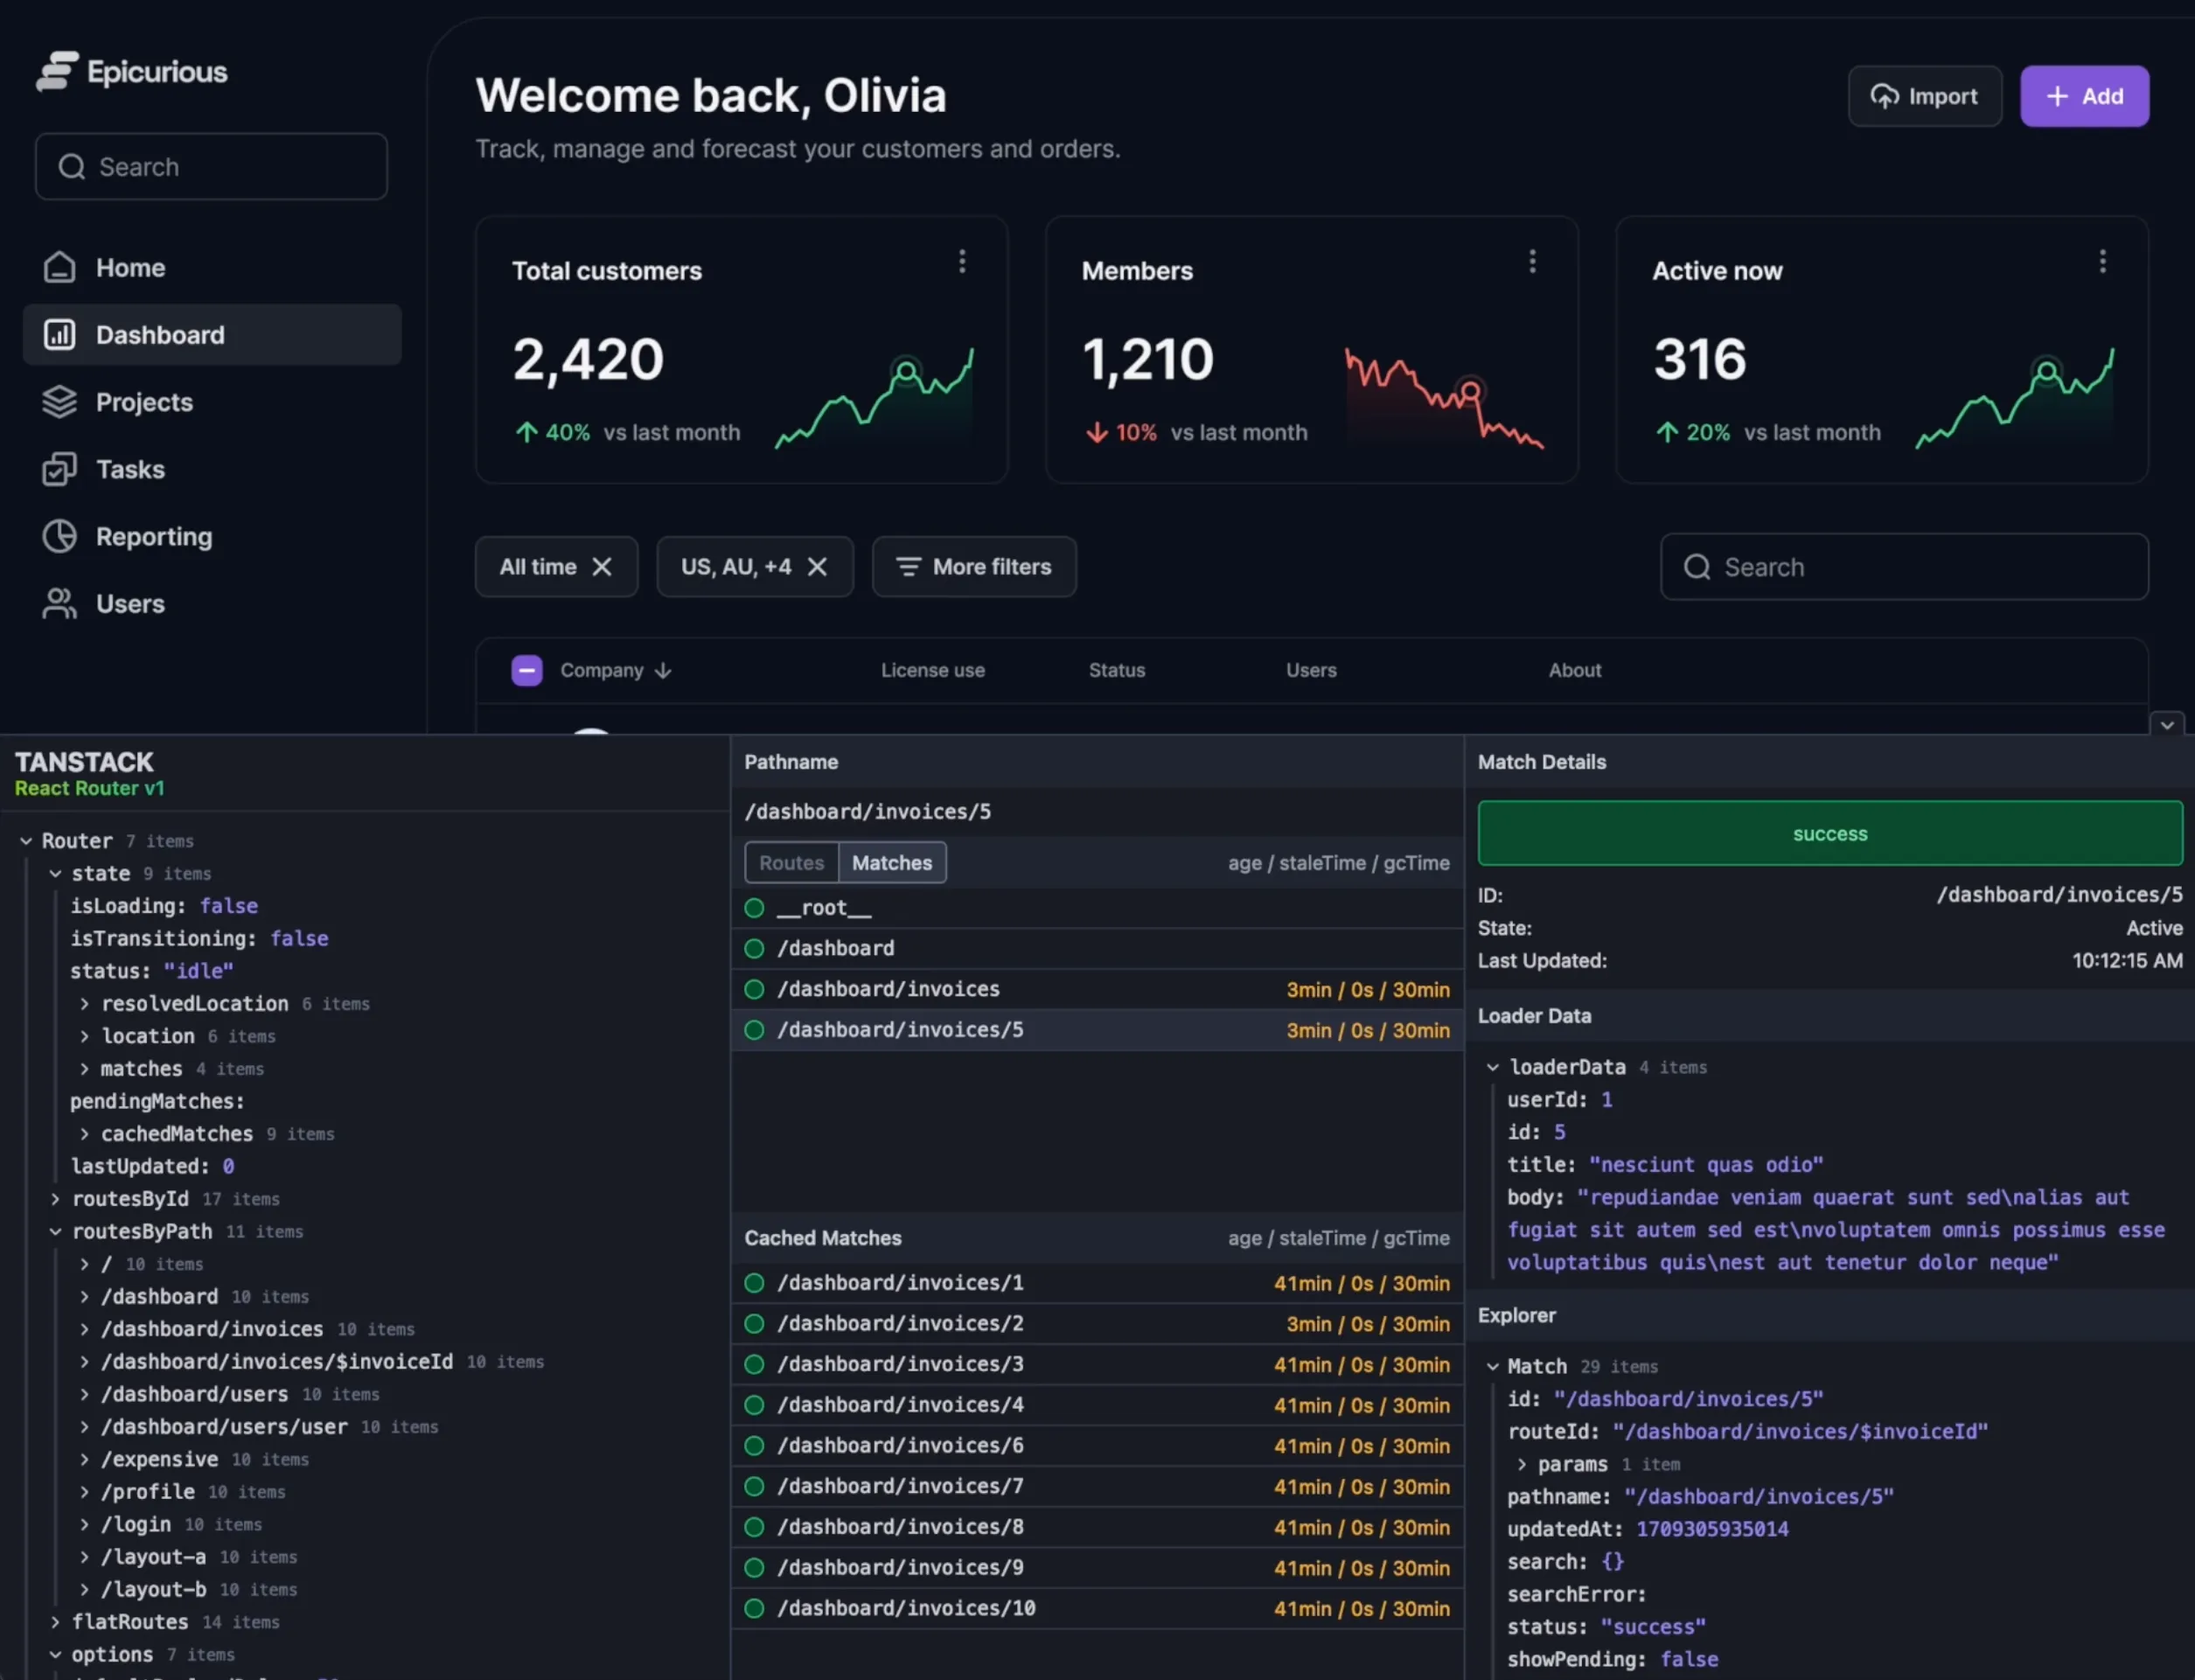 Epicurious
Search
Home
Dashboard
Projects
Tasks
Reporting
Users
Welcome back, Olivia
Track, manage and forecast your customers and orders.
Import
Add
Total customers
2,420
40% vs last month
Members
1,210
10% vs last month
Active now
316
20% vs last month
All time
US, AU, +4
More filters
Search
Company License use Status Users About
TANSTACK
React Router v1
Router 7 items
state 9 items
isLoading: false
isTransitioning: false
status: "idle"
resolvedLocation 6 items
location 6 items
matches 4 items
pendingMatches:
cachedMatches 9 items
lastUpdated: 0
routesById 17 items
routesByPath 11 items
/ 10 items
/dashboard 10 items
/dashboard/invoices 10 items
/dashboard/invoices/$invoiceId 10 items
/dashboard/users 10 items
/dashboard/users/user 10 items
/expensive 10 items
/profile 10 items
/login 10 items
/layout-a 10 items
/layout-b 10 items
flatRoutes 14 items
options 7 items
Pathname
/dashboard/invoices/5
Routes Matches age / staleTime / gcTime
__root__
/dashboard
/dashboard/invoices 3min / 0s / 30min
/dashboard/invoices/5 3min / 0s / 30min
Cached Matches age / staleTime / gcTime
/dashboard/invoices/1 41min / 0s / 30min
/dashboard/invoices/2 3min / 0s / 30min
/dashboard/invoices/3 41min / 0s / 30min
/dashboard/invoices/4 41min / 0s / 30min
/dashboard/invoices/6 41min / 0s / 30min
/dashboard/invoices/7 41min / 0s / 30min
/dashboard/invoices/8 41min / 0s / 30min
/dashboard/invoices/9 41min / 0s / 30min
/dashboard/invoices/10 41min / 0s / 30min
Match Details
success
ID: /dashboard/invoices/5
State: Active
Last Updated: 10:12:15 AM
Loader Data
loaderData 4 items
userId: 1
id: 5
title: "nesciunt quas odio"
body: "repudiandae veniam quaerat sunt sed\nalias aut
fugiat sit autem sed est\nvoluptatem omnis possimus esse
voluptatibus quis\nest aut tenetur dolor neque"
Explorer
Match 29 items
id: "/dashboard/invoices/5"
routeId: "/dashboard/invoices/$invoiceId"
params 1 item
pathname: "/dashboard/invoices/5"
updatedAt: 1709305935014
search: {}
searchError:
status: "success"
showPending: false